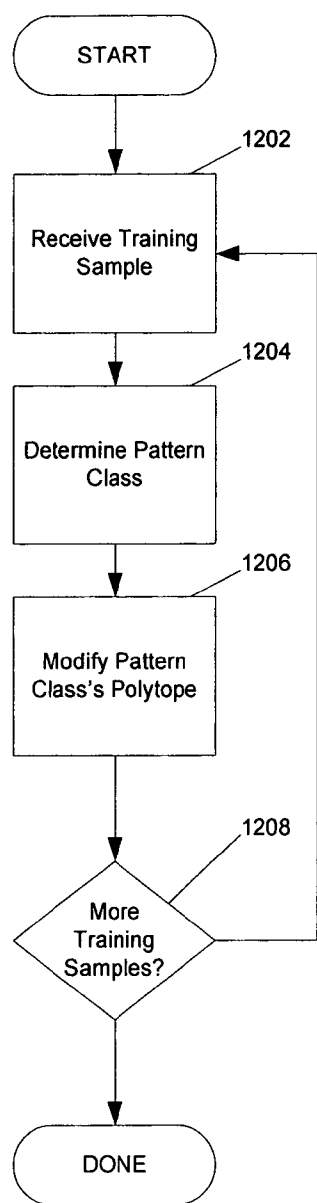 START
1202
Receive Training
Sample
1204
Determine Pattern
Class
1206
Modify Pattern
Class's Polytope
1208
More
Training
Samples?
DONE